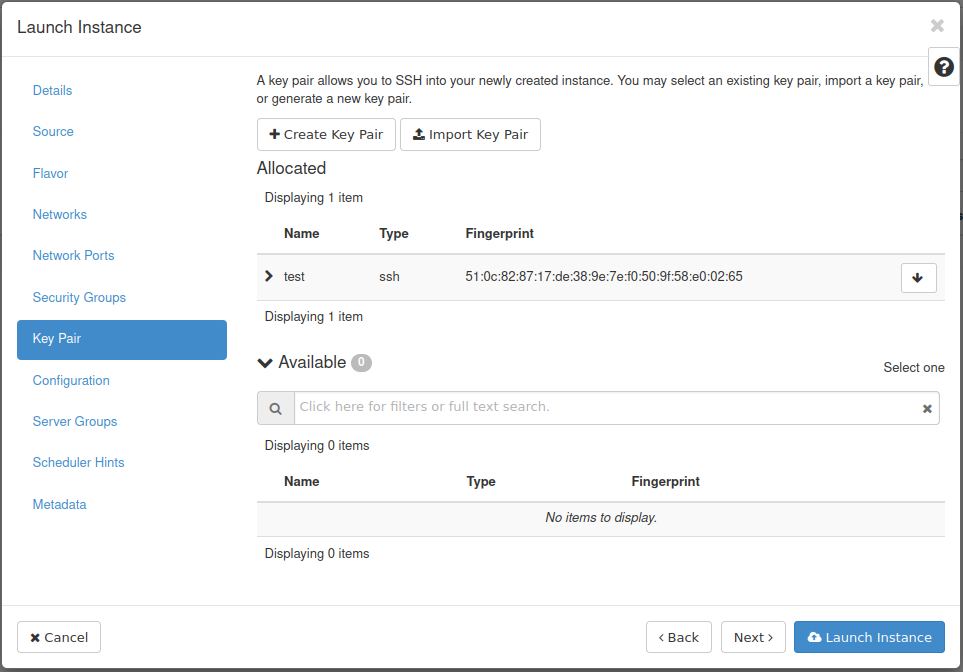 Launch Instance
Details
Source
Flavor
Networks
Network Ports
Security Groups
Key Pair
Configuration
Server Groups
Scheduler Hints
Metadata
A key pair allows you to SSH into your newly created instance. You may select an existing key pair, import a key pair,
or generate a new key pair.
Create Key Pair Import Key Pair
Allocated
Displaying 1 item
Name Type Fingerprint
test ssh 51:0c:82:87:17:de:38:9e:7e:f0:50:9f:58:e0:02:65
Displaying 1 item
Available 0
Select one
Click here for filters or full text search.
Displaying 0 items
Name Type Fingerprint
No items to display.
Displaying 0 items
Cancel
Back Next Launch Instance